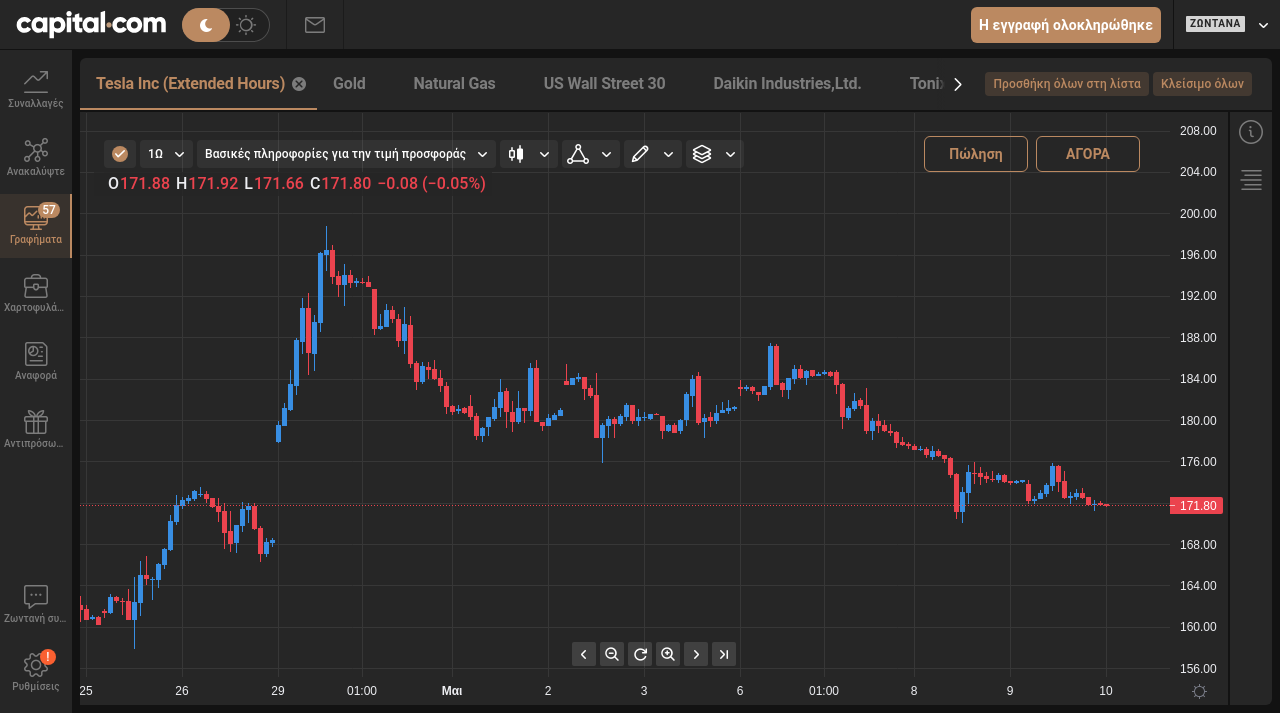 capital.com
Η εγγραφή ολοκληρώθηκε
ΖΩΝΤΑΝΑ
Συναλλαγές
Ανακαλύψτε
57
Γραφήματα
Χαρτοφυλά...
Αναφορά
Αντιπρόσω...
Ζωντανή συ...
!
Ρυθμίσεις
Tesla Inc (Extended Hours)
Gold
Natural Gas
US Wall Street 30
Daikin Industries,Ltd.
Toni
Προσθήκη όλων στη λίστα
Κλείσιμο όλων
1Ω
Βασικές πληροφορίες για την τιμή προσφοράς
Πώληση
ΑΓΟΡΑ
O171.88 H171.92 L171.66 C171.80 −0.08 (−0.05%)
208.00
204.00
200.00
196.00
192.00
188.00
184.00
180.00
176.00
171.80
168.00
164.00
160.00
156.00
25
26
29
01:00
Μαι
2
3
6
01:00
8
9
10